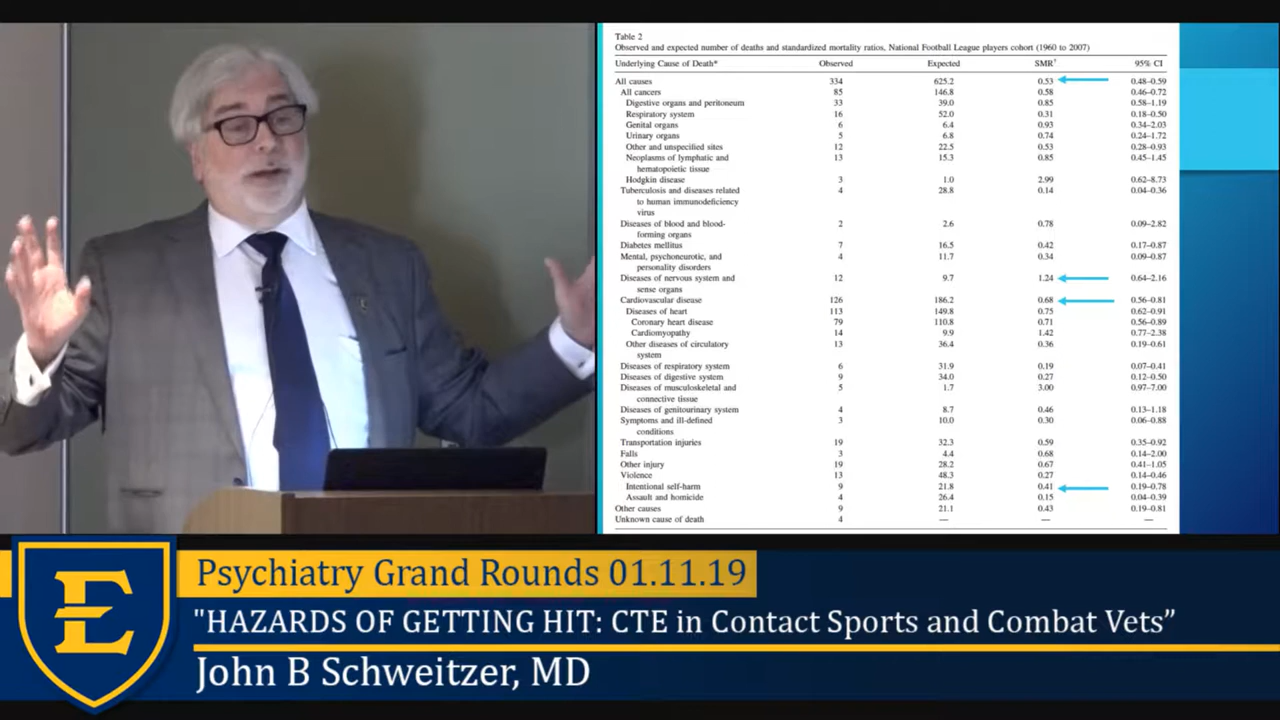 Table 2
Observed and expected number of deaths and standardized mortality ratios, National Football League players cohort (1960 to 2007)
Underlying Cause of Death* Observed Expected SMR† 95% CI
All causes 334 625.2 0.53 0.48–0.59
All cancers 85 146.8 0.58 0.46–0.72
Digestive organs and peritoneum 33 39.0 0.85 0.58–1.19
Respiratory system 16 52.0 0.31 0.18–0.50
Genital organs 6 6.4 0.93 0.34–2.03
Urinary organs 5 6.8 0.74 0.24–1.72
Other and unspecified sites 12 22.5 0.53 0.28–0.93
Neoplasms of lymphatic and 13 15.3 0.85 0.45–1.45
hematopoietic tissue
Hodgkin disease 3 1.0 2.99 0.62–8.73
Tuberculosis and diseases related 4 28.8 0.14 0.04–0.36
to human immunodeficiency
virus
Diseases of blood and blood- 2 2.6 0.78 0.09–2.82
forming organs
Diabetes mellitus 7 16.5 0.42 0.17–0.87
Mental, psychoneurotic, and 4 11.7 0.34 0.09–0.87
personality disorders
Diseases of nervous system and 12 9.7 1.24 0.64–2.16
sense organs
Cardiovascular disease 126 186.2 0.68 0.56–0.81
Diseases of heart 113 149.8 0.75 0.62–0.91
Coronary heart disease 79 110.8 0.71 0.56–0.89
Cardiomyopathy 14 9.9 1.42 0.77–2.38
Other diseases of circulatory 13 36.4 0.36 0.19–0.61
system
Diseases of respiratory system 6 31.9 0.19 0.07–0.41
Diseases of digestive system 9 34.0 0.27 0.12–0.50
Diseases of musculoskeletal and 5 1.7 3.00 0.97–7.00
connective tissue
Diseases of genitourinary system 4 8.7 0.46 0.13–1.18
Symptoms and ill-defined 3 10.0 0.30 0.06–0.88
conditions
Transportation injuries 19 32.3 0.59 0.35–0.92
Falls 3 4.4 0.68 0.14–2.00
Other injury 19 28.2 0.67 0.41–1.05
Violence 13 48.3 0.27 0.14–0.46
Intentional self-harm 9 21.8 0.41 0.19–0.78
Assault and homicide 4 26.4 0.15 0.04–0.39
Other causes 9 21.1 0.43 0.19–0.81
Unknown cause of death 4 — — —
E
Psychiatry Grand Rounds 01.11.19
"HAZARDS OF GETTING HIT: CTE in Contact Sports and Combat Vets”
John B Schweitzer, MD